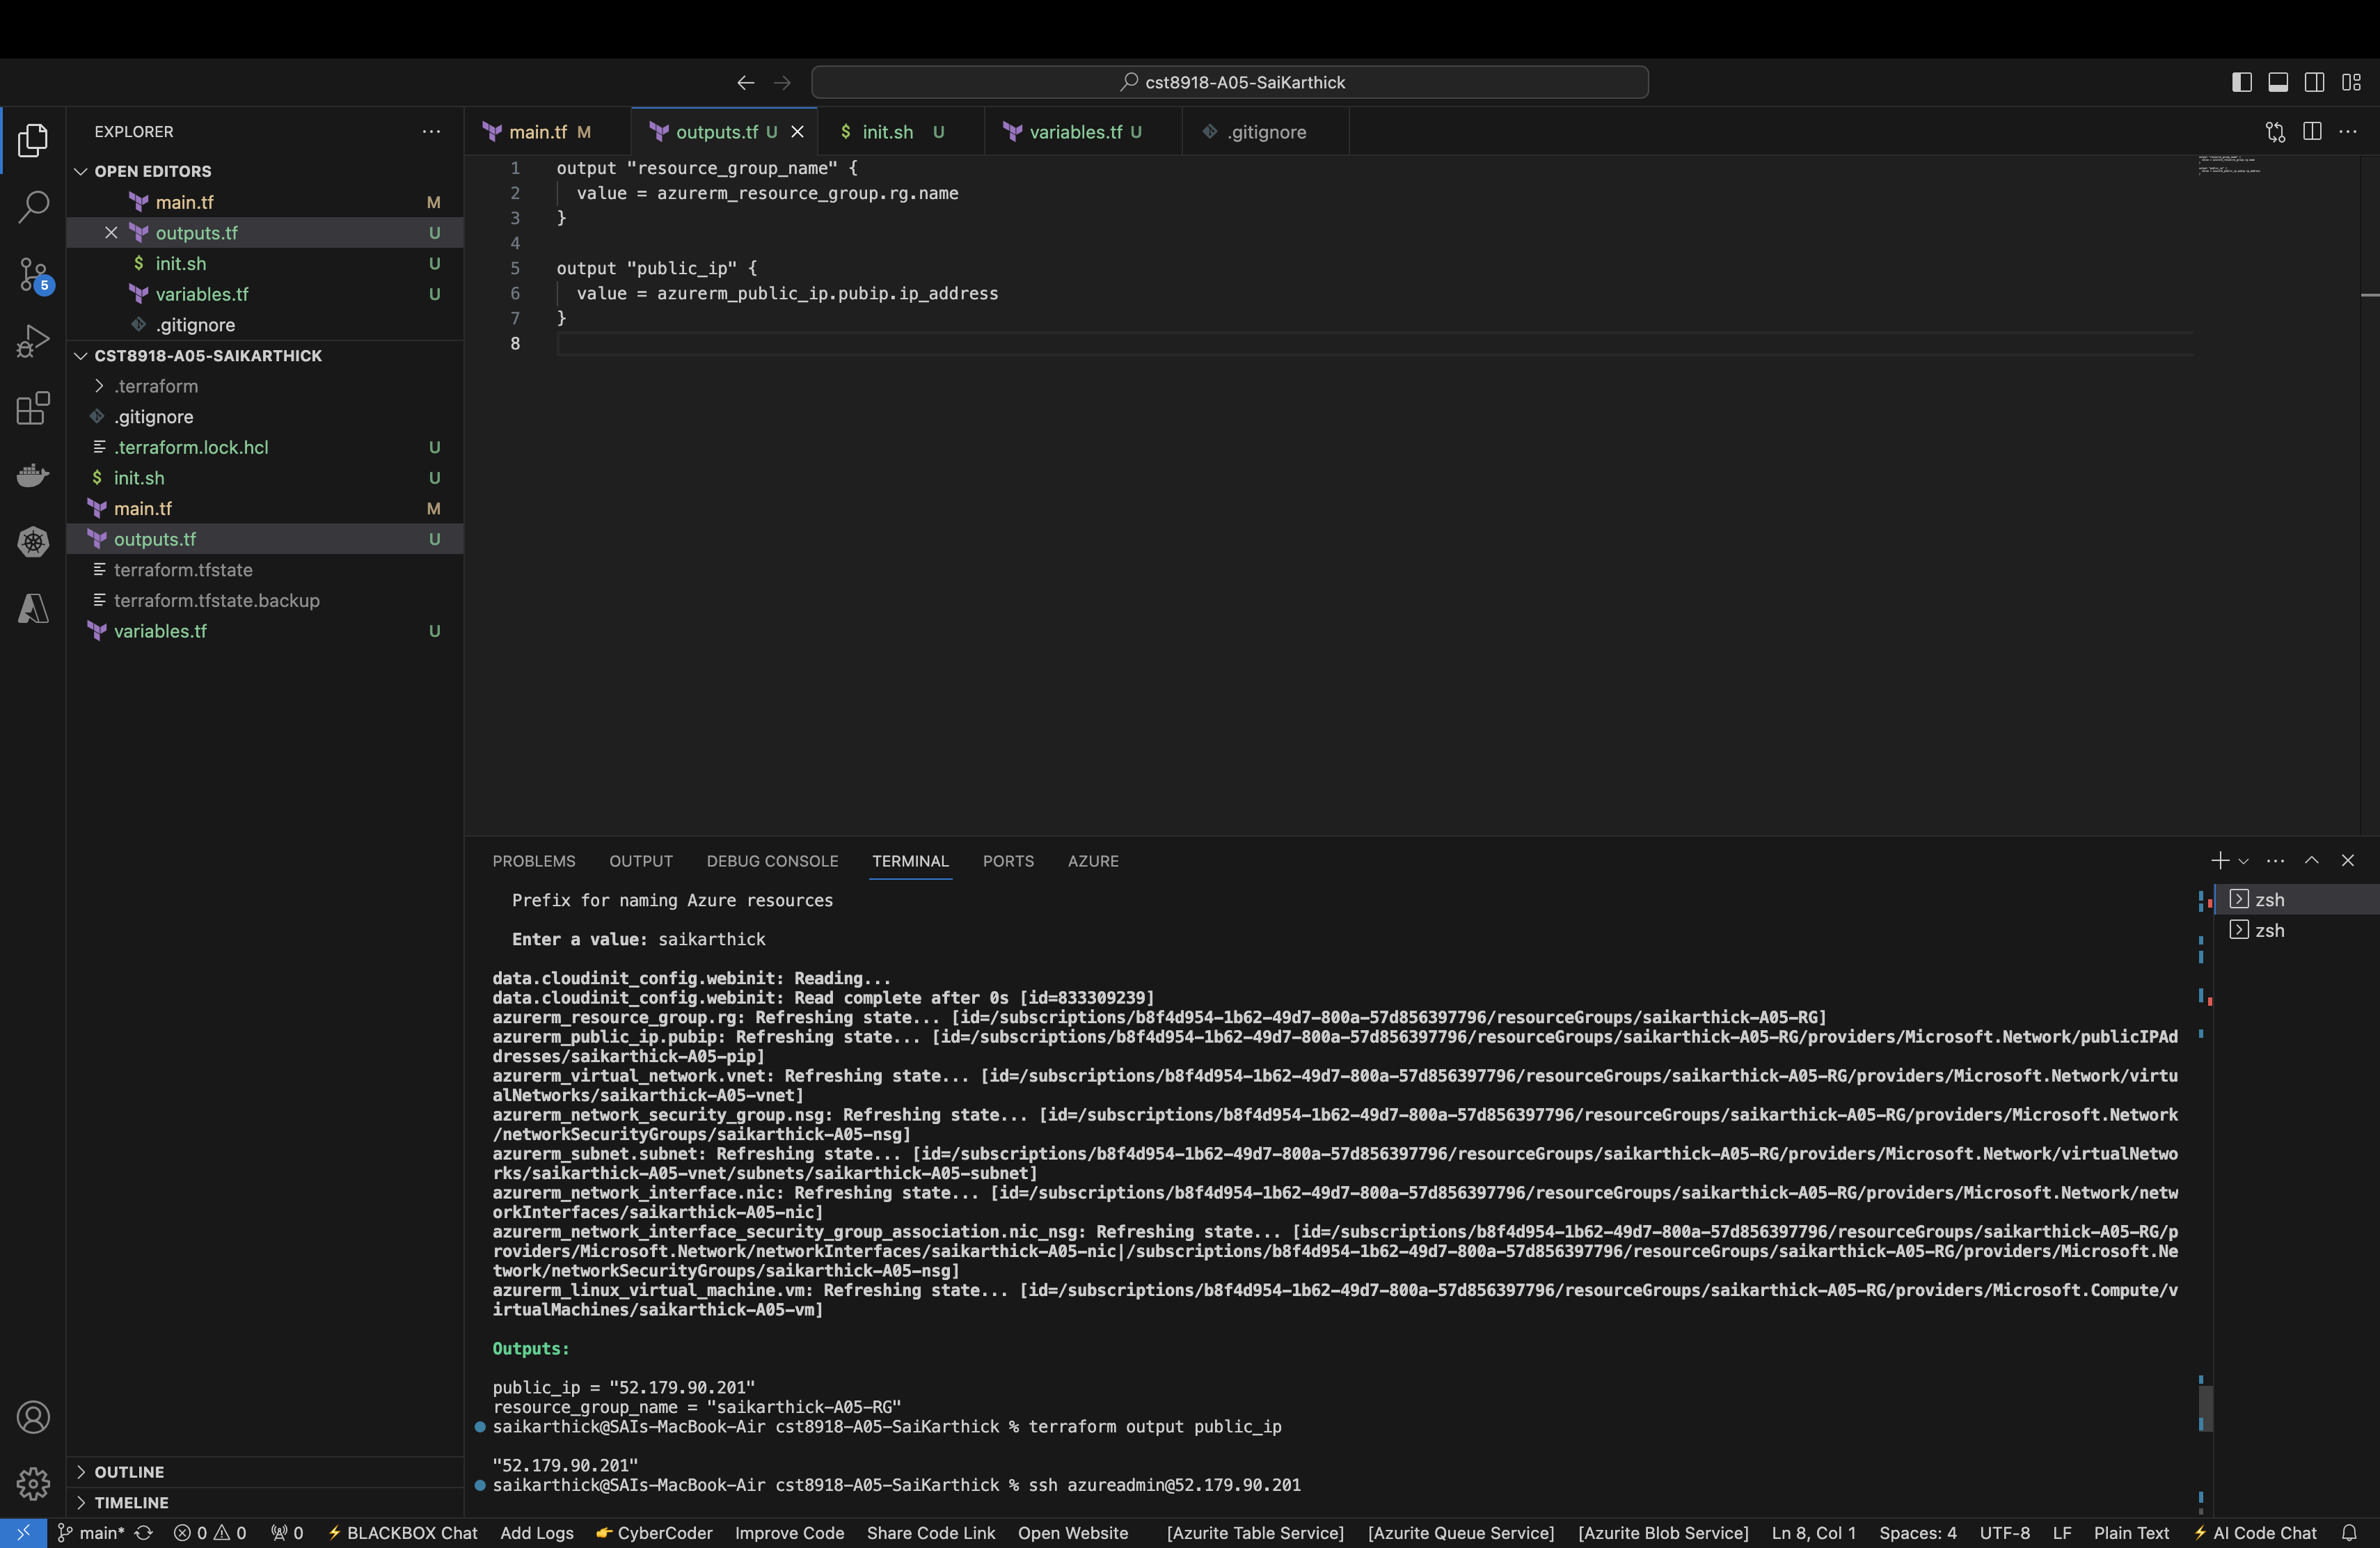 cst8918-A05-SaiKarthick
EXPLORER
OPEN EDITORS
main.tf M
outputs.tf U
init.sh U
variables.tf U
.gitignore
5
CST8918-A05-SAIKARTHICK
.terraform
.gitignore
.terraform.lock.hcl U
$ init.sh U
main.tf M
outputs.tf U
terraform.tfstate
terraform.tfstate.backup
variables.tf U
OUTLINE
TIMELINE
main.tf M outputs.tf U $ init.sh U variables.tf U .gitignore
1 output "resource_group_name" {
2 value = azurerm_resource_group.rg.name
3 }
4
5 output "public_ip" {
6 value = azurerm_public_ip.pubip.ip_address
7 }
8
PROBLEMS OUTPUT DEBUG CONSOLE TERMINAL PORTS AZURE
zsh
zsh
Prefix for naming Azure resources
Enter a value: saikarthick
data.cloudinit_config.webinit: Reading...
data.cloudinit_config.webinit: Read complete after 0s [id=833309239]
azurerm_resource_group.rg: Refreshing state... [id=/subscriptions/b8f4d954-1b62-49d7-800a-57d856397796/resourceGroups/saikarthick-A05-RG]
azurerm_public_ip.pubip: Refreshing state... [id=/subscriptions/b8f4d954-1b62-49d7-800a-57d856397796/resourceGroups/saikarthick-A05-RG/providers/Microsoft.Network/publicIPAd
dresses/saikarthick-A05-pip]
azurerm_virtual_network.vnet: Refreshing state... [id=/subscriptions/b8f4d954-1b62-49d7-800a-57d856397796/resourceGroups/saikarthick-A05-RG/providers/Microsoft.Network/virtu
alNetworks/saikarthick-A05-vnet]
azurerm_network_security_group.nsg: Refreshing state... [id=/subscriptions/b8f4d954-1b62-49d7-800a-57d856397796/resourceGroups/saikarthick-A05-RG/providers/Microsoft.Network
/networkSecurityGroups/saikarthick-A05-nsg]
azurerm_subnet.subnet: Refreshing state... [id=/subscriptions/b8f4d954-1b62-49d7-800a-57d856397796/resourceGroups/saikarthick-A05-RG/providers/Microsoft.Network/virtualNetwo
rks/saikarthick-A05-vnet/subnets/saikarthick-A05-subnet]
azurerm_network_interface.nic: Refreshing state... [id=/subscriptions/b8f4d954-1b62-49d7-800a-57d856397796/resourceGroups/saikarthick-A05-RG/providers/Microsoft.Network/netw
orkInterfaces/saikarthick-A05-nic]
azurerm_network_interface_security_group_association.nic_nsg: Refreshing state... [id=/subscriptions/b8f4d954-1b62-49d7-800a-57d856397796/resourceGroups/saikarthick-A05-RG/p
roviders/Microsoft.Network/networkInterfaces/saikarthick-A05-nic|/subscriptions/b8f4d954-1b62-49d7-800a-57d856397796/resourceGroups/saikarthick-A05-RG/providers/Microsoft.Ne
twork/networkSecurityGroups/saikarthick-A05-nsg]
azurerm_linux_virtual_machine.vm: Refreshing state... [id=/subscriptions/b8f4d954-1b62-49d7-800a-57d856397796/resourceGroups/saikarthick-A05-RG/providers/Microsoft.Compute/v
irtualMachines/saikarthick-A05-vm]
Outputs:
public_ip = "52.179.90.201"
resource_group_name = "saikarthick-A05-RG"
saikarthick@SAIs-MacBook-Air cst8918-A05-SaiKarthick % terraform output public_ip
"52.179.90.201"
saikarthick@SAIs-MacBook-Air cst8918-A05-SaiKarthick % ssh azureadmin@52.179.90.201
main* 0 0 0 BLACKBOX Chat Add Logs CyberCoder Improve Code Share Code Link Open Website [Azurite Table Service] [Azurite Queue Service] [Azurite Blob Service] Ln 8, Col 1 Spaces: 4 UTF-8 LF Plain Text AI Code Chat